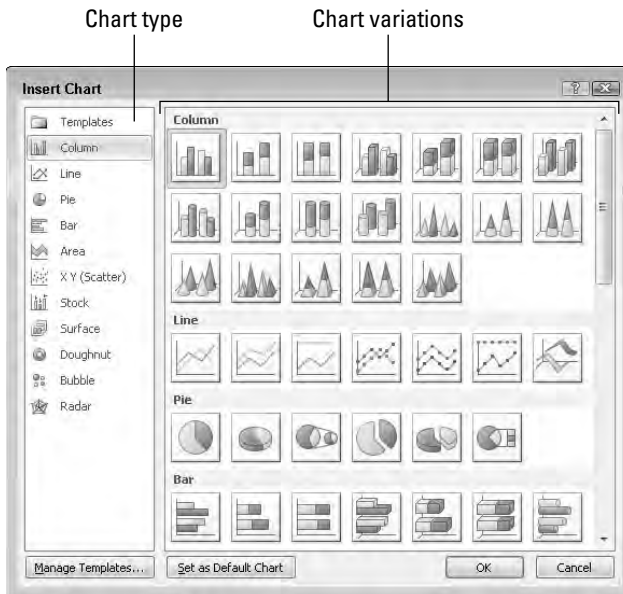 Chart type
Chart variations
Insert Chart
Templates
Column
Line
Pie
Bar
Area
X Y (Scatter)
Stock
Surface
Doughnut
Bubble
Radar
Column
Line
Pie
Bar
Manage Templates...
Set as Default Chart
OK
Cancel